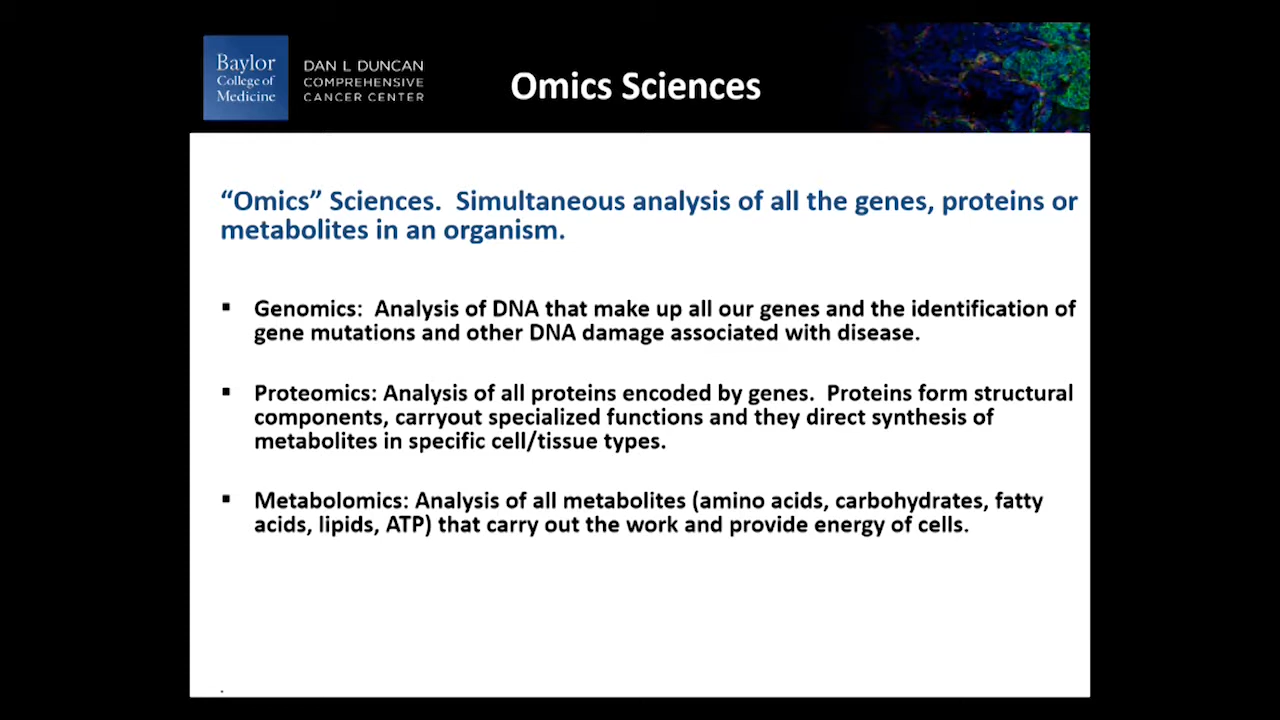 Baylor
College of
Medicine
DAN L DUNCAN
COMPREHENSIVE
CANCER CENTER
Omics Sciences
“Omics” Sciences.  Simultaneous analysis of all the genes, proteins or
metabolites in an organism.
▪ Genomics:  Analysis of DNA that make up all our genes and the identification of
gene mutations and other DNA damage associated with disease.
▪ Proteomics: Analysis of all proteins encoded by genes.  Proteins form structural
components, carryout specialized functions and they direct synthesis of
metabolites in specific cell/tissue types.
▪ Metabolomics: Analysis of all metabolites (amino acids, carbohydrates, fatty
acids, lipids, ATP) that carry out the work and provide energy of cells.
.